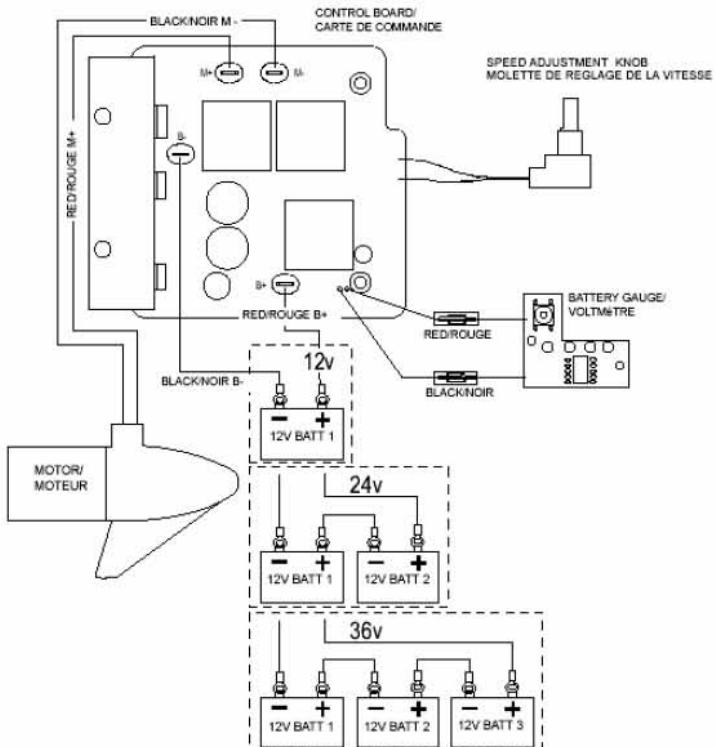 CONTROL BOARD/
CARTE DE COMMANDE
BLACK/NOIR M -
SPEED ADJUSTMENT KNOB
MOLETTE DE REGLAGE DE LA VITESSE
M+
M-
RED/ROUGE M+
B-
B+
RED/ROUGE B+
BATTERY GAUGE/
VOLTMèTRE
RED/ROUGE
BLACK/NOIR
BLACK/NOIR B-
12v
- +
12V BATT 1
MOTOR/
MOTEUR
24v
- + - +
12V BATT 1 12V BATT 2
36v
- + - + - +
12V BATT 1 12V BATT 2 12V BATT 3